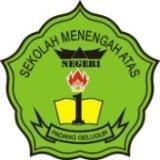 SEKOLAH MENENGAH ATAS
NEGERI
1
PADANG GELUGUR